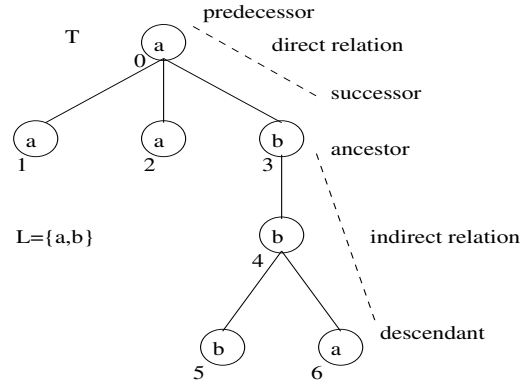 predecessor
T
a
direct relation
0
successor
a
a
b
ancestor
1
2
3
L={a,b}
b
indirect relation
4
descendant
b
a
5
6